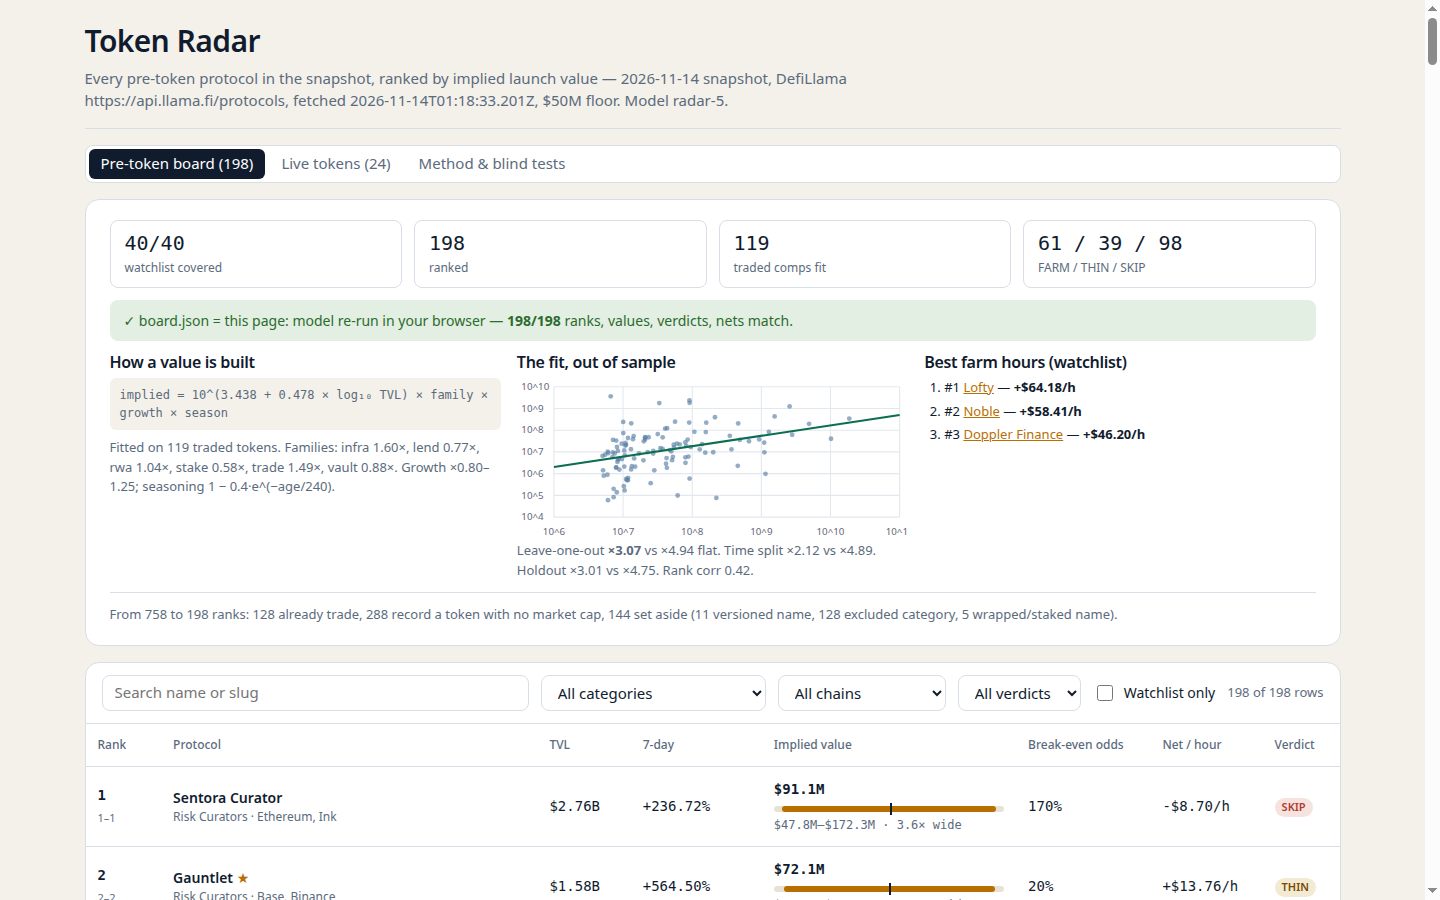 Token Radar
Every pre-token protocol in the snapshot, ranked by implied launch value — 2026-11-14 snapshot, DefiLlama
https://api.llama.fi/protocols, fetched 2026-11-14T01:18:33.201Z, $50M floor. Model radar-5.
Pre-token board (198) Live tokens (24) Method & blind tests
40/40
watchlist covered
198
ranked
119
traded comps fit
61 / 39 / 98
FARM / THIN / SKIP
✓ board.json = this page: model re-run in your browser — 198/198 ranks, values, verdicts, nets match.
How a value is built
implied = 10^(3.438 + 0.478 × log₁₀ TVL) × family ×
growth × season
Fitted on 119 traded tokens. Families: infra 1.60×, lend 0.77×,
rwa 1.04×, stake 0.58×, trade 1.49×, vault 0.88×. Growth ×0.80–
1.25; seasoning 1 − 0.4·e^(−age/240).
The fit, out of sample
10^10
10^9
10^8
10^7
10^6
10^5
10^4
10^6 10^7 10^8 10^9 10^10 10^1
Leave-one-out ×3.07 vs ×4.94 flat. Time split ×2.12 vs ×4.89.
Holdout ×3.01 vs ×4.75. Rank corr 0.42.
Best farm hours (watchlist)
1. #1 Lofty — +$64.18/h
2. #2 Noble — +$58.41/h
3. #3 Doppler Finance — +$46.20/h
From 758 to 198 ranks: 128 already trade, 288 record a token with no market cap, 144 set aside (11 versioned name, 128 excluded category, 5 wrapped/staked name).
Search name or slug All categories All chains All verdicts Watchlist only 198 of 198 rows
Rank Protocol TVL 7-day Implied value Break-even odds Net / hour Verdict
1 Sentora Curator $2.76B +236.72% $91.1M 170% -$8.70/h SKIP
1–1 Risk Curators · Ethereum, Ink $47.8M–$172.3M · 3.6× wide
2 Gauntlet ★ $1.58B +564.50% $72.1M 20% +$13.76/h THIN
2–2 Risk Curators · Base, Binance